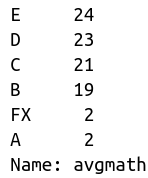 E     24
D     23
C     21
B     19
FX     2
A      2
Name: avgmath